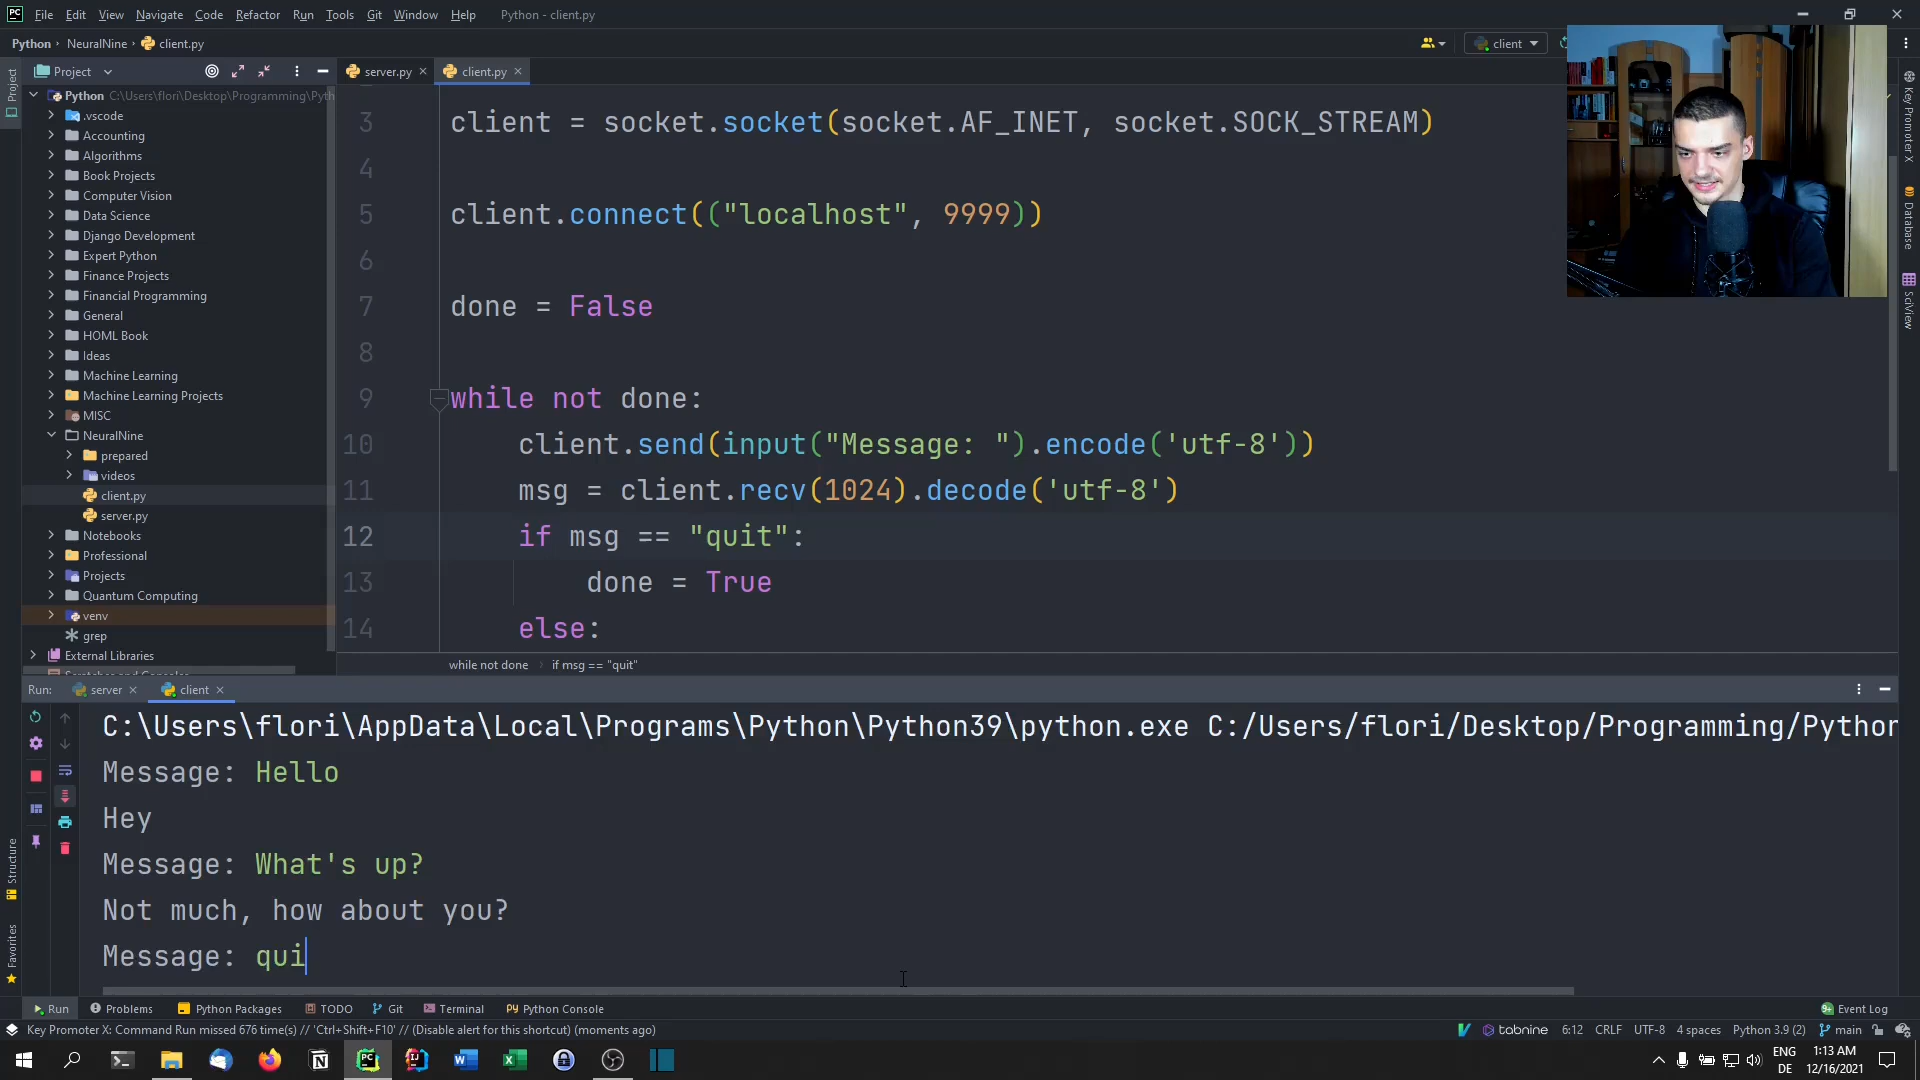 PC File Edit View Navigate Code Refactor Run Tools Git Window Help Python - client.py
Python › NeuralNine › client.py
client
Project
server.py client.py
Python C:\Users\flori\Desktop\Programming\Pyth
.vscode
Accounting
Algorithms
Book Projects
Computer Vision
Data Science
Django Development
Expert Python
Finance Projects
Financial Programming
General
HOML Book
Ideas
Machine Learning
Machine Learning Projects
MISC
NeuralNine
prepared
videos
client.py
server.py
Notebooks
Professional
Projects
Quantum Computing
venv
grep
External Libraries
3 client = socket.socket(socket.AF_INET, socket.SOCK_STREAM)
4
5 client.connect(("localhost", 9999))
6
7 done = False
8
9 while not done:
10 client.send(input("Message: ").encode('utf-8'))
11 msg = client.recv(1024).decode('utf-8')
12 if msg == "quit":
13 done = True
14 else:
while not done › if msg == "quit"
Project
Structure
Favorites
Key Promoter X
Database
SciView
Run: server client
C:\Users\flori\AppData\Local\Programs\Python\Python39\python.exe C:/Users/flori/Desktop/Programming/Python
Message: Hello
Hey
Message: What's up?
Not much, how about you?
Message: qui
Run Problems Python Packages TODO Git Terminal Python Console Event Log
Key Promoter X: Command Run missed 676 time(s) // 'Ctrl+Shift+F10' // (Disable alert for this shortcut) (moments ago)
tabnine 6:12 CRLF UTF-8 4 spaces Python 3.9 (2) main
ENG 1:13 AM
DE 12/16/2021